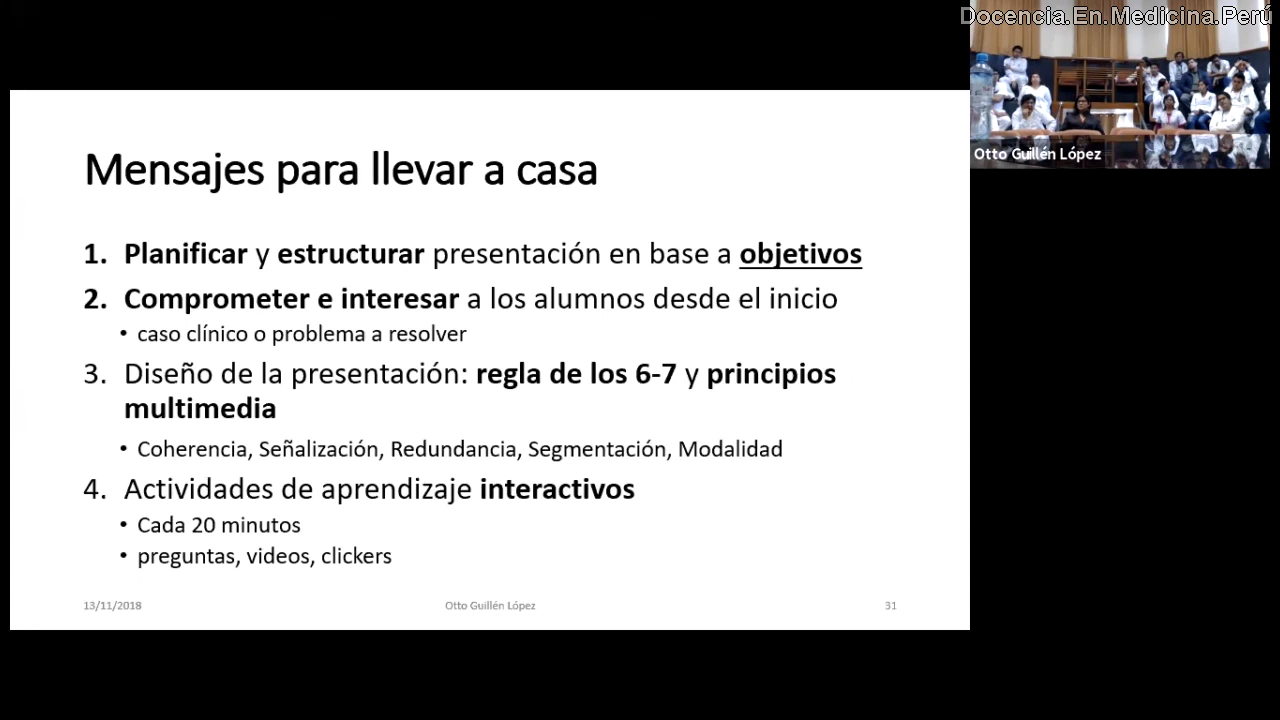 Docencia.En.Medicina.Perú
Otto Guillén López
Mensajes para llevar a casa
1. Planificar y estructurar presentación en base a objetivos
2. Comprometer e interesar a los alumnos desde el inicio
• caso clínico o problema a resolver
3. Diseño de la presentación: regla de los 6-7 y principios
multimedia
• Coherencia, Señalización, Redundancia, Segmentación, Modalidad
4. Actividades de aprendizaje interactivos
• Cada 20 minutos
• preguntas, videos, clickers
13/11/2018
Otto Guillén López
31